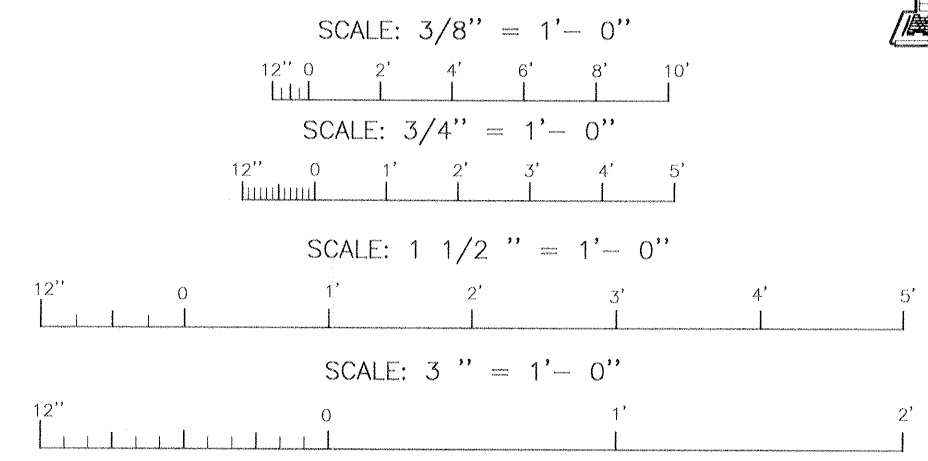 SCALE: 3/8" = 1'- 0"
12" 0 2' 4' 6' 8' 10'
SCALE: 3/4" = 1'- 0"
12" 0 1' 2' 3' 4' 5'
SCALE: 1 1/2 " = 1'- 0"
12" 0 1' 2' 3' 4' 5'
SCALE: 3 " = 1'- 0"
12" 0 1' 2'